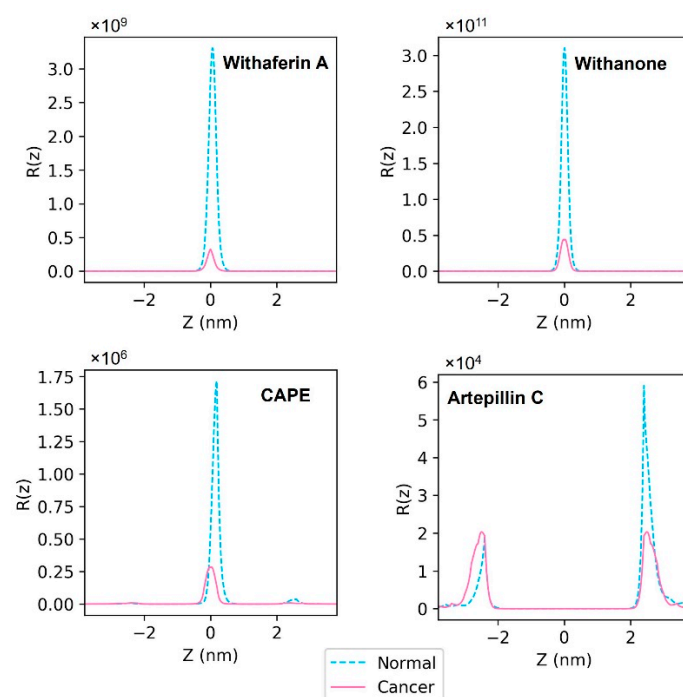 ×10⁹
Withaferin A
3.0
2.5
2.0
1.5
1.0
0.5
0.0
R(z)
−2 0 2
Z (nm)
×10¹¹
Withanone
3.0
2.5
2.0
1.5
1.0
0.5
0.0
R(z)
−2 0 2
Z (nm)
×10⁶
CAPE
1.75
1.50
1.25
1.00
0.75
0.50
0.25
0.00
R(z)
−2 0 2
Z (nm)
×10⁴
Artepillin C
6
5
4
3
2
1
0
R(z)
−2 0 2
Z (nm)
Normal
Cancer